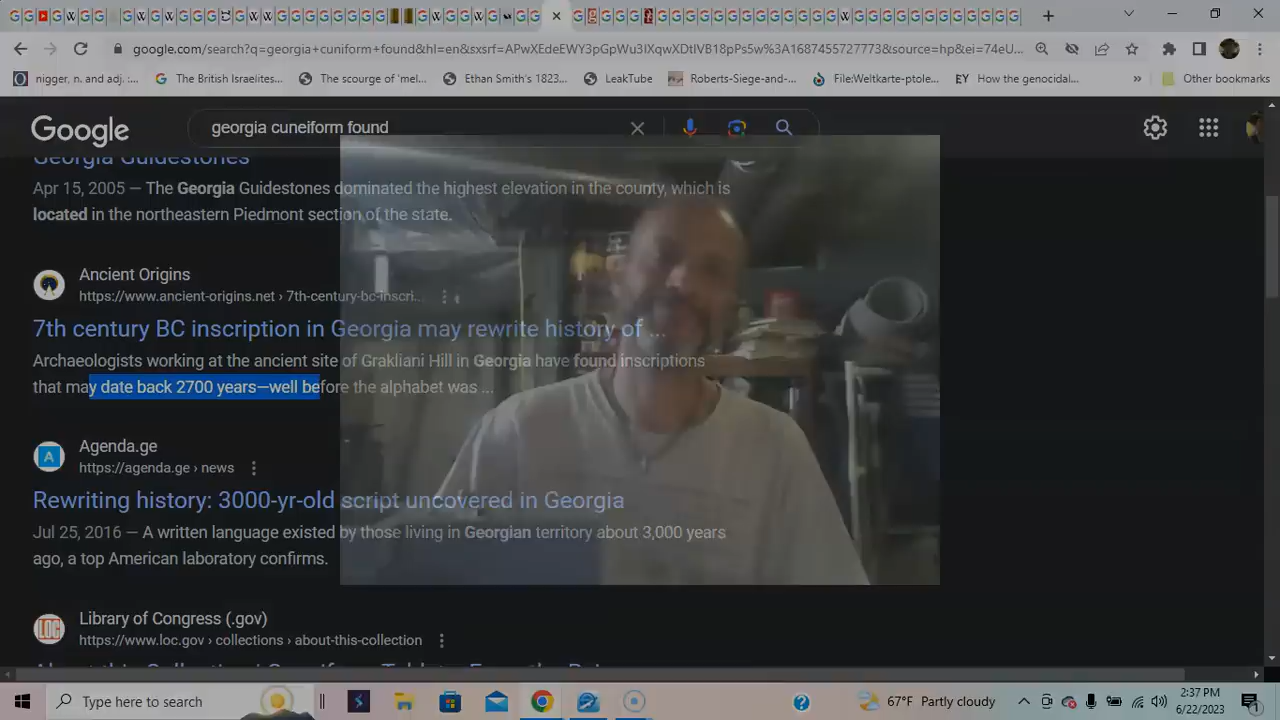 google.com/search?q=georgia+cuniform+found&hl=en&sxsrf=APwXEdeEWY3pGpWu3IXqwXDtIVB18pPs5w%3A1687455727773&source=hp&ei=74eU...
nigger, n. and adj. :... The British Israelites... The scourge of 'mel... Ethan Smith's 1823... LeakTube Roberts-Siege-and-... File:Weltkarte-ptole... EY How the genocidal... » Other bookmarks
Google georgia cuneiform found
Georgia Guidestones
Apr 15, 2005 — The Georgia Guidestones dominated the highest elevation in the county, which is
located in the northeastern Piedmont section of the state.
Ancient Origins
https://www.ancient-origins.net › 7th-century-bc-inscri...
7th century BC inscription in Georgia may rewrite history of ...
Archaeologists working at the ancient site of Grakliani Hill in Georgia have found inscriptions
that may date back 2700 years—well before the alphabet was ...
A Agenda.ge
https://agenda.ge › news
Rewriting history: 3000-yr-old script uncovered in Georgia
Jul 25, 2016 — A written language existed by those living in Georgian territory about 3,000 years
ago, a top American laboratory confirms.
LOC Library of Congress (.gov)
https://www.loc.gov › collections › about-this-collection
Type here to search 67°F Partly cloudy 2:37 PM
6/22/2023